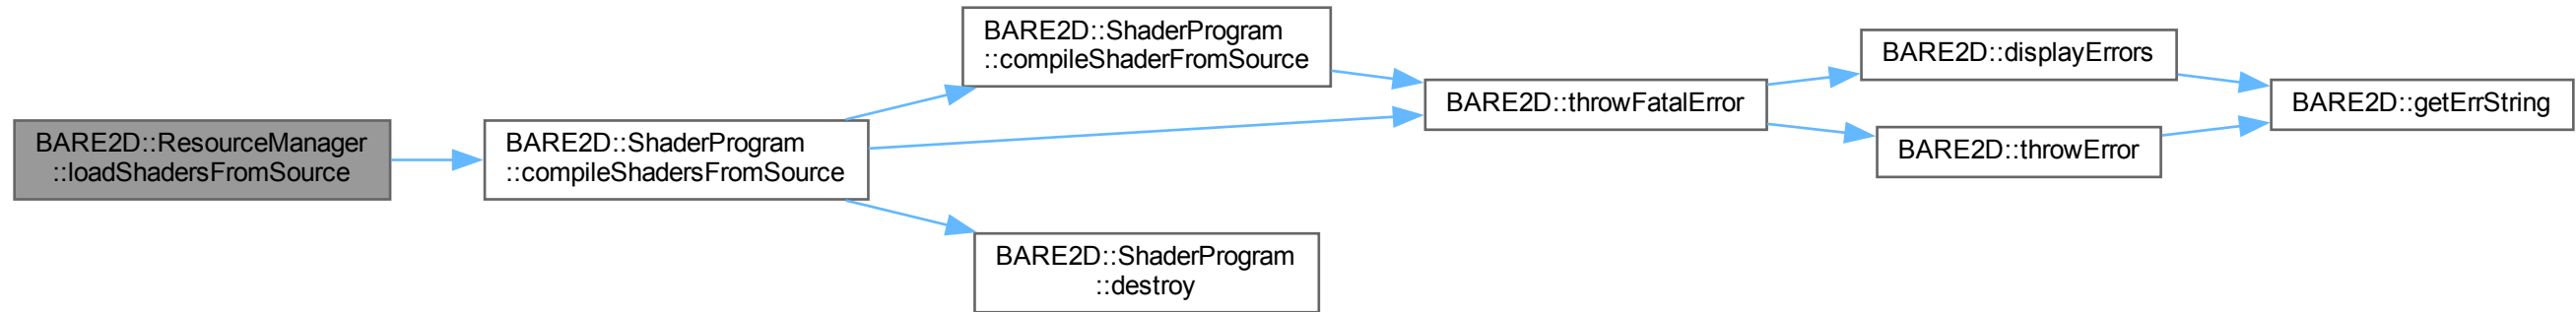 BARE2D::ResourceManager
::loadShadersFromSource
BARE2D::ShaderProgram
::compileShadersFromSource
BARE2D::ShaderProgram
::compileShaderFromSource
BARE2D::ShaderProgram
::destroy
BARE2D::throwFatalError
BARE2D::displayErrors
BARE2D::throwError
BARE2D::getErrString